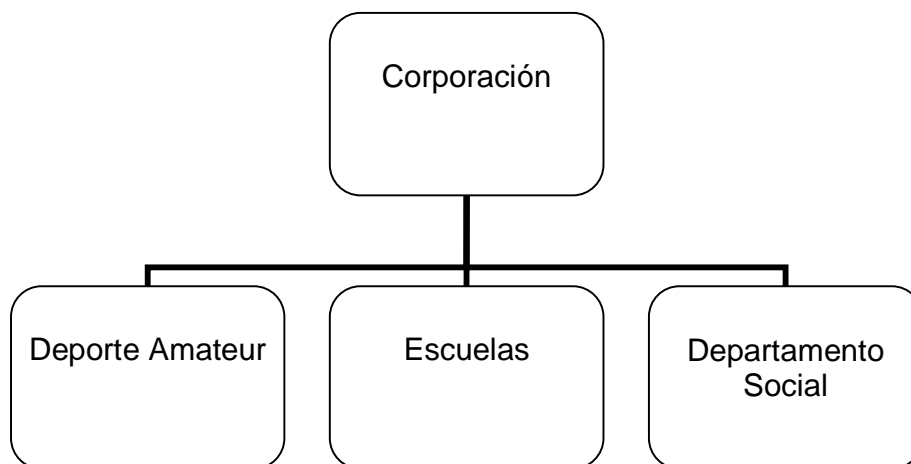 Corporación
Deporte Amateur
Escuelas
Departamento
Social